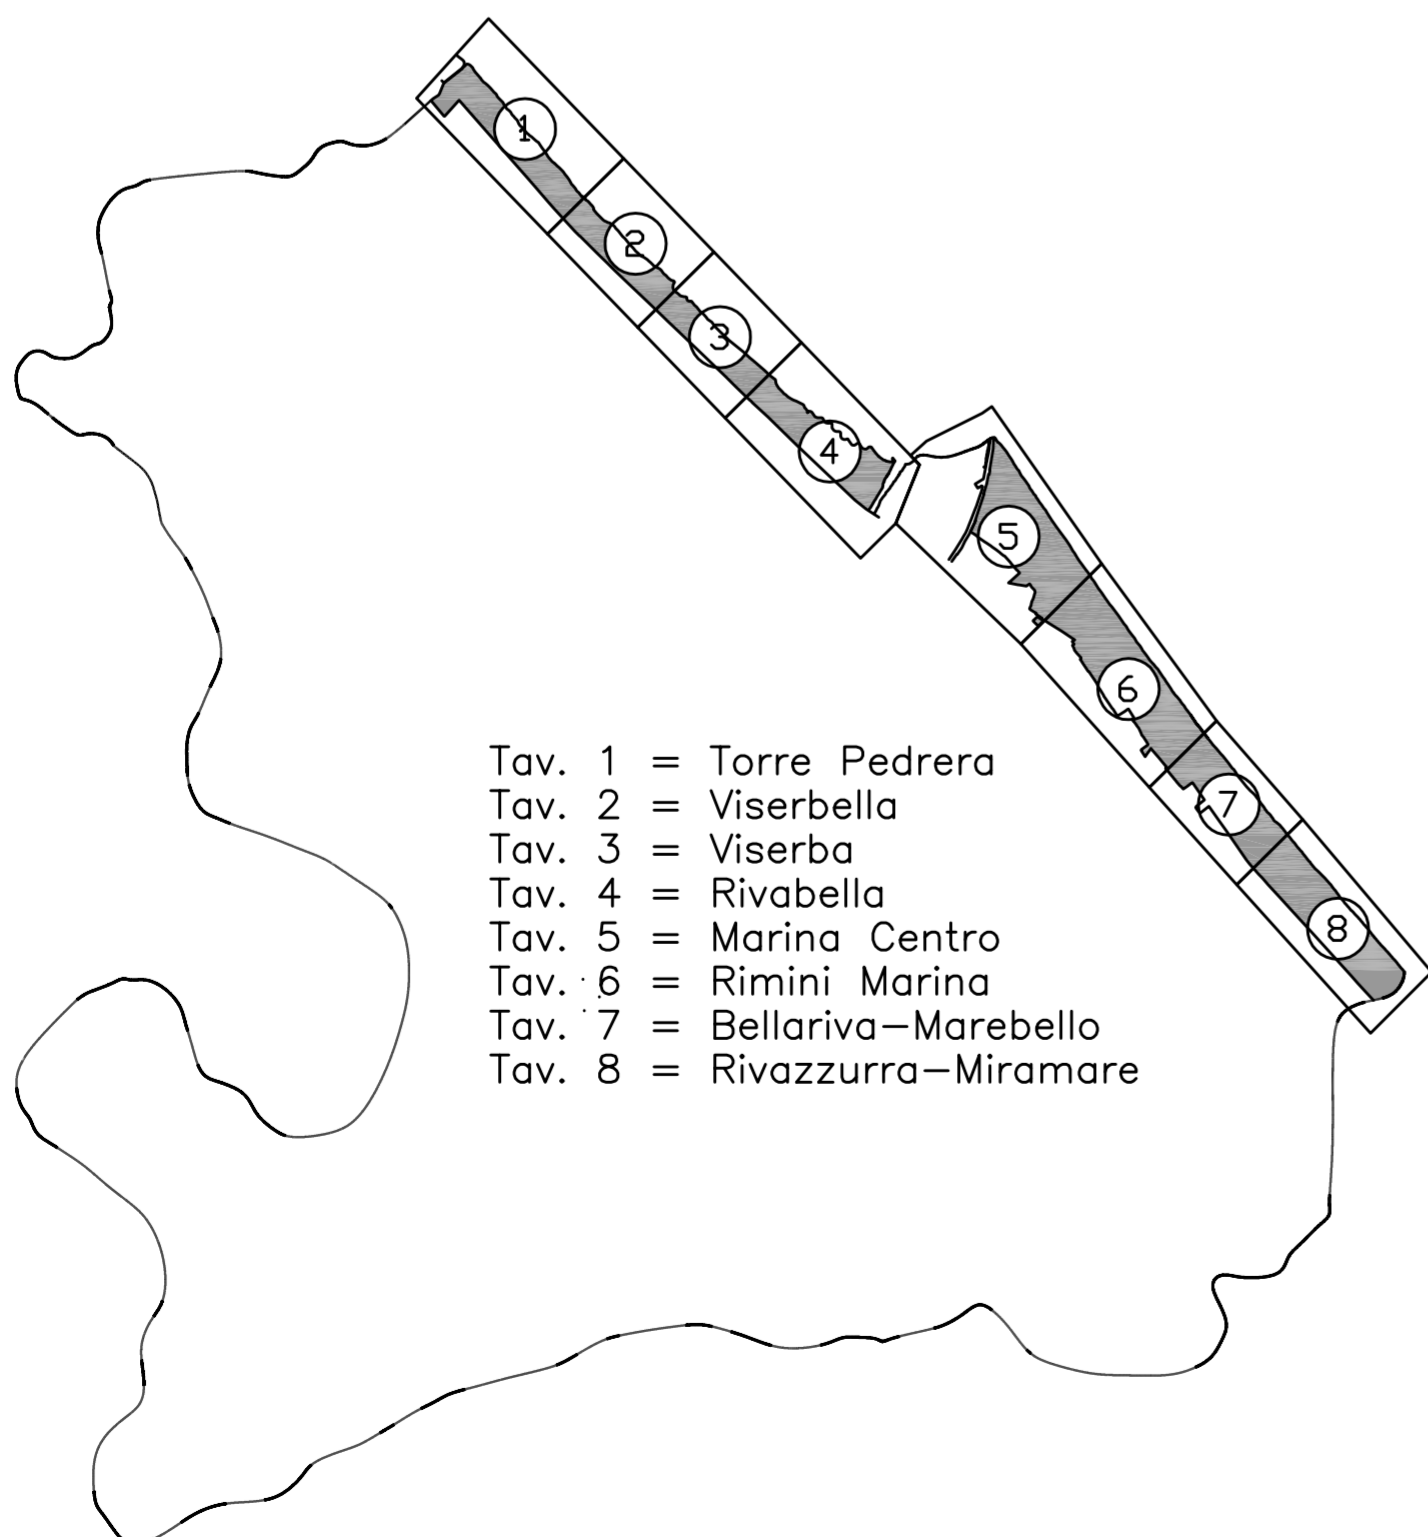 1
2
3
4
5
6
7
8
Tav. 1 = Torre Pedrera
Tav. 2 = Viserbella
Tav. 3 = Viserba
Tav. 4 = Rivabella
Tav. 5 = Marina Centro
Tav. 6 = Rimini Marina
Tav. 7 = Bellariva-Marebello
Tav. 8 = Rivazzurra-Miramare